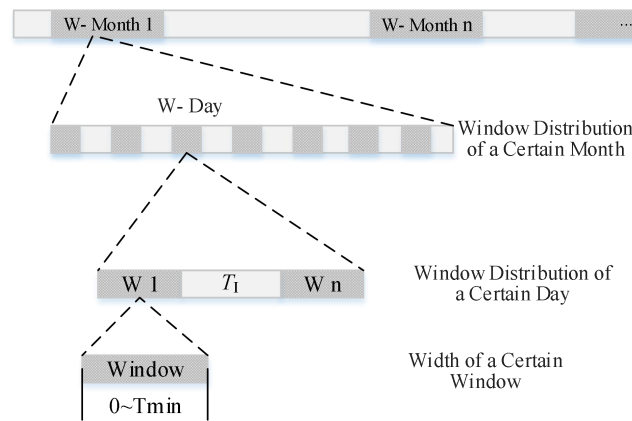 W- Month 1
W- Month n
...
W- Day
Window Distribution
of a Certain Month
W 1
T_I
W n
Window Distribution of
a Certain Day
Window
Width of a Certain
Window
0~Tmin